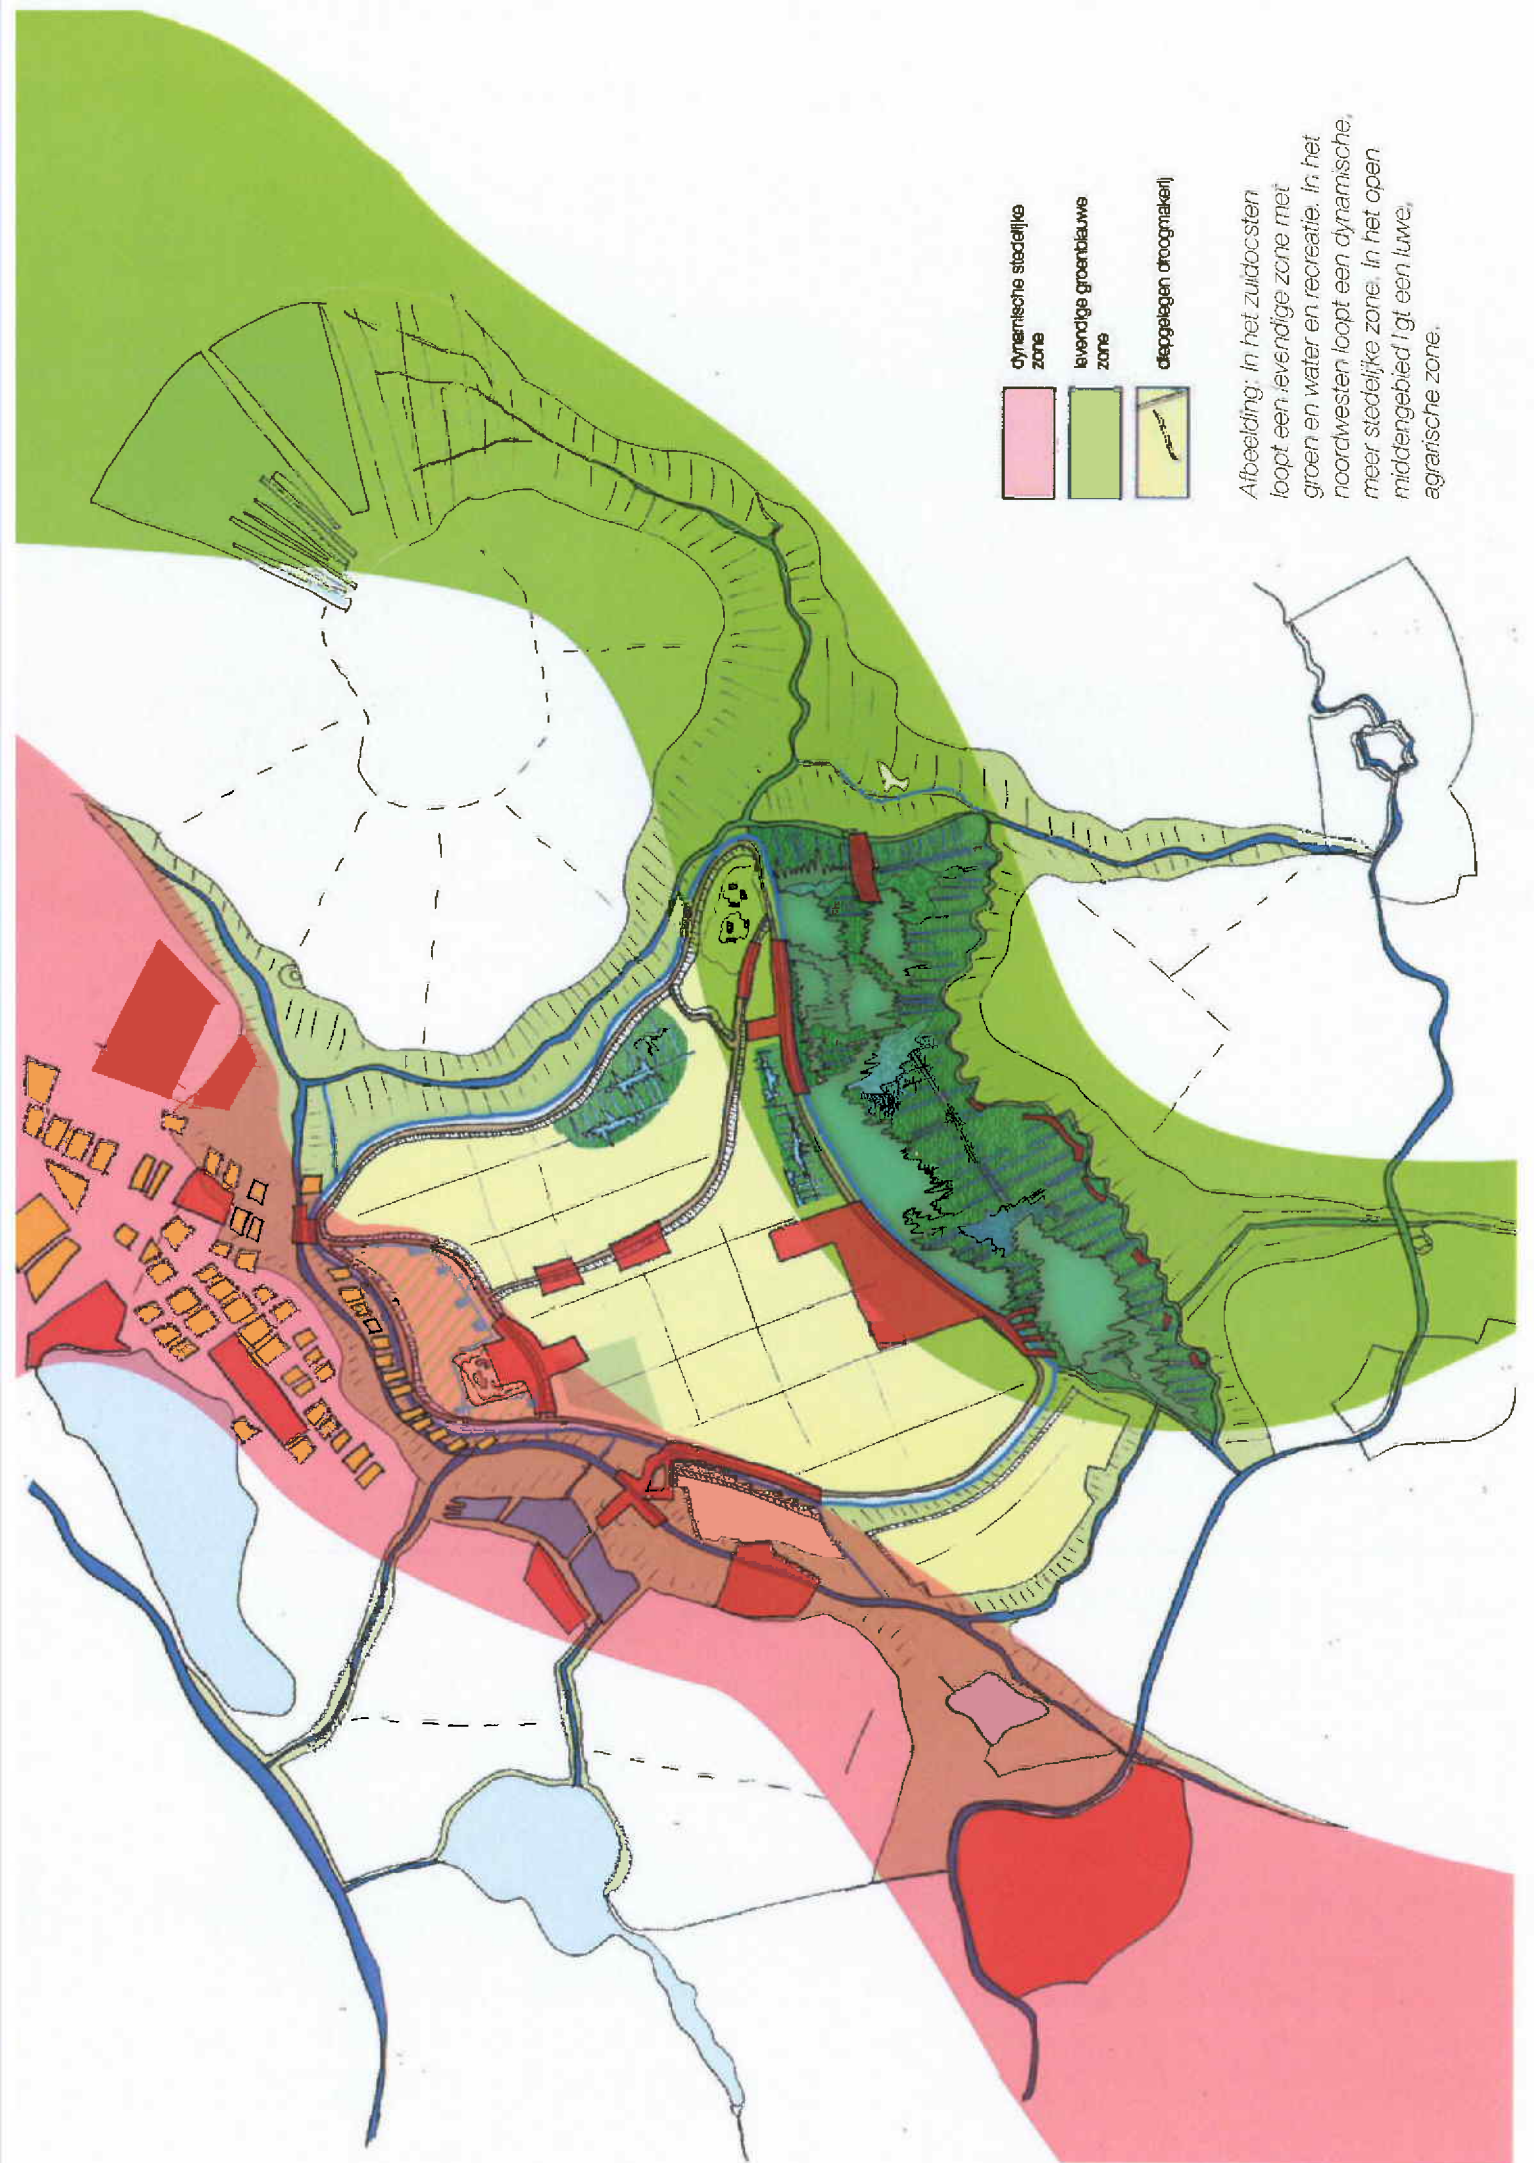 dynamische stedelijke
zone
levendige groenblauwe
zone
diepgelegen droogmakerij
Afbeelding: In het zuidoosten
loopt een levendige zone met
groen en water en recreatie. In het
noordwesten loopt een dynamische,
meer stedelijke zone. In het open
middengebied ligt een luwe,
agrarische zone.